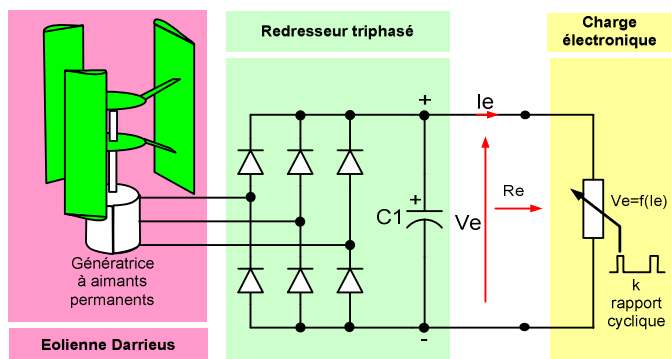 Génératrice
à aimants
permanents
Eolienne Darrieus
Redresseur triphasé
+
+
C1
-
Ie
Ve
Re
Charge
électronique
Ve=f(Ie)
k
rapport
cyclique